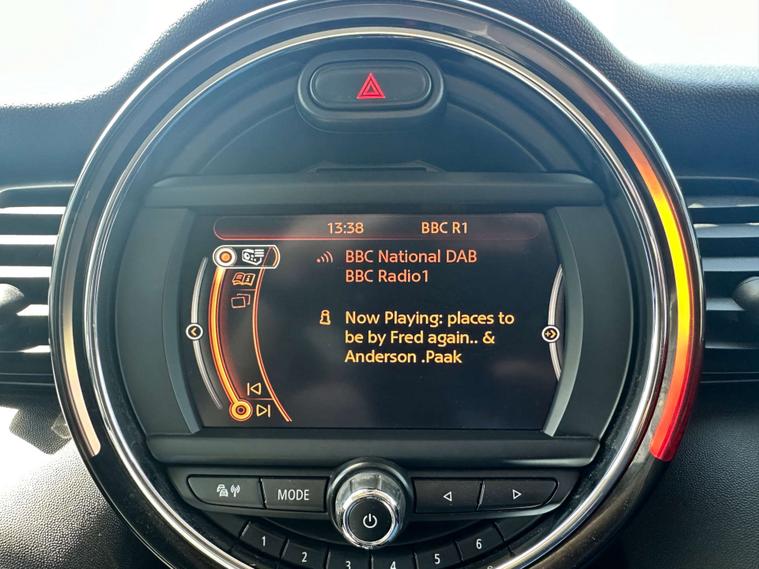 13:38 BBC R1
BBC National DAB
BBC Radio1
Now Playing: places to
be by Fred again.. &
Anderson .Paak
MODE
1 2 3 4 5 6